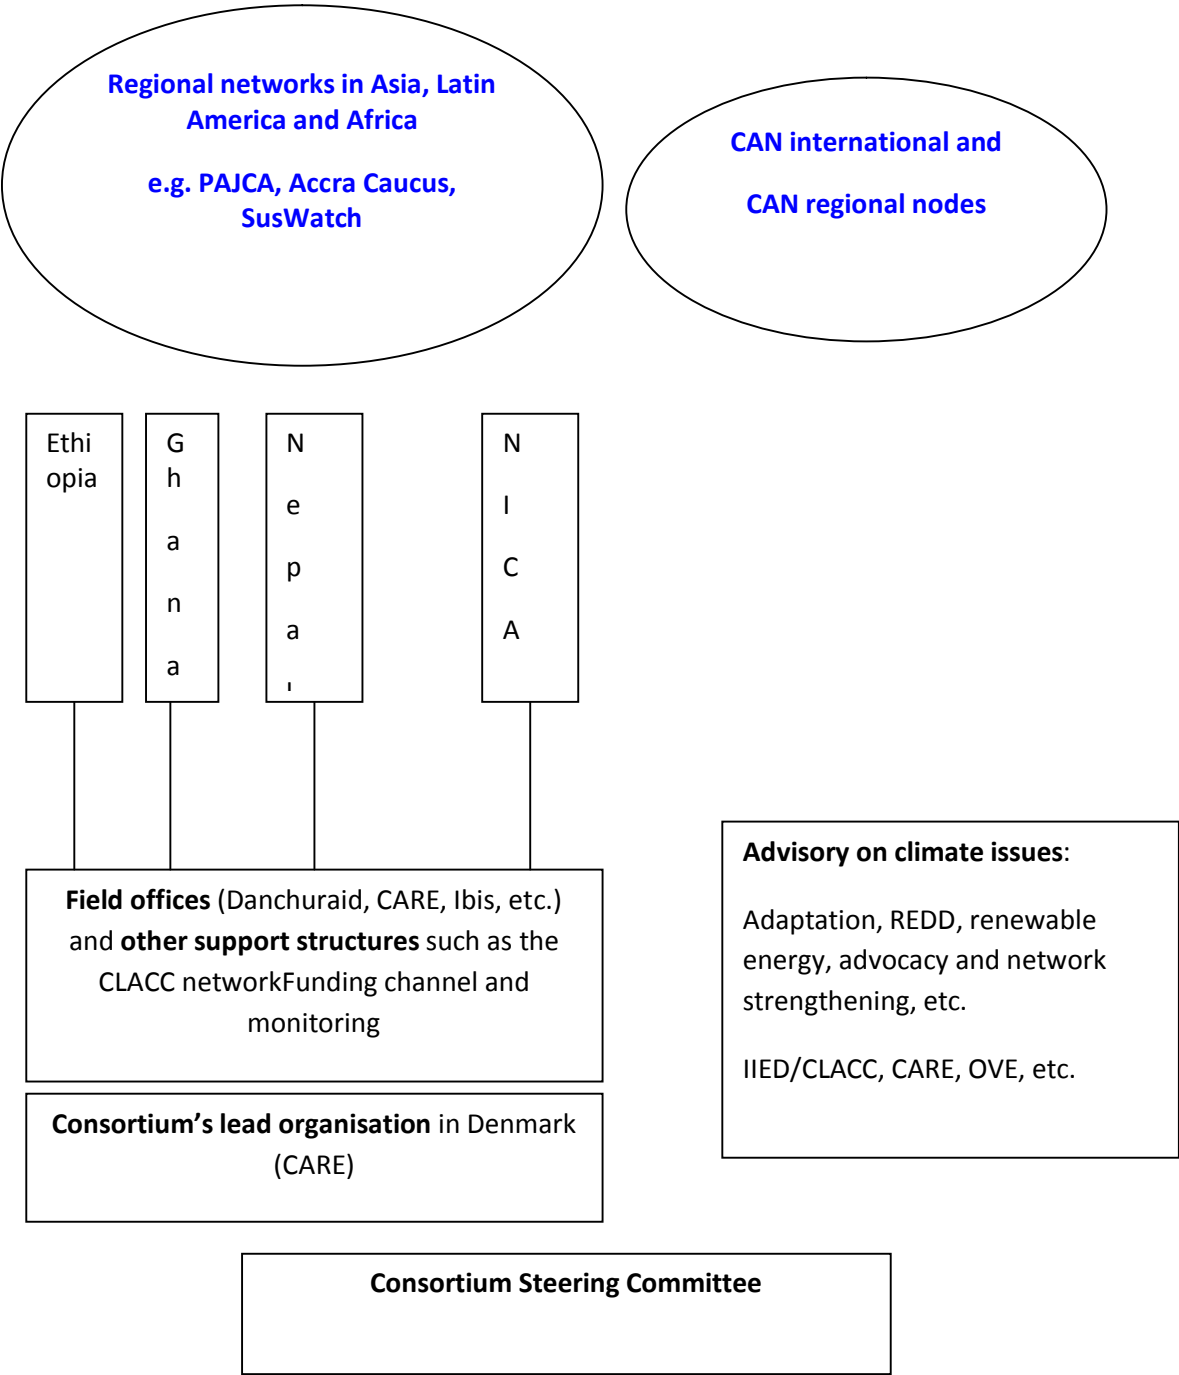 Regional networks in Asia, Latin
America and Africa
e.g. PAJCA, Accra Caucus,
SusWatch
CAN international and
CAN regional nodes
Ethi
opia
G
h
a
n
a
N
e
p
a
l
N
I
C
A
Field offices (Danchuraid, CARE, Ibis, etc.)
and other support structures such as the
CLACC networkFunding channel and
monitoring
Advisory on climate issues:
Adaptation, REDD, renewable
energy, advocacy and network
strengthening, etc.
IIED/CLACC, CARE, OVE, etc.
Consortium’s lead organisation in Denmark
(CARE)
Consortium Steering Committee